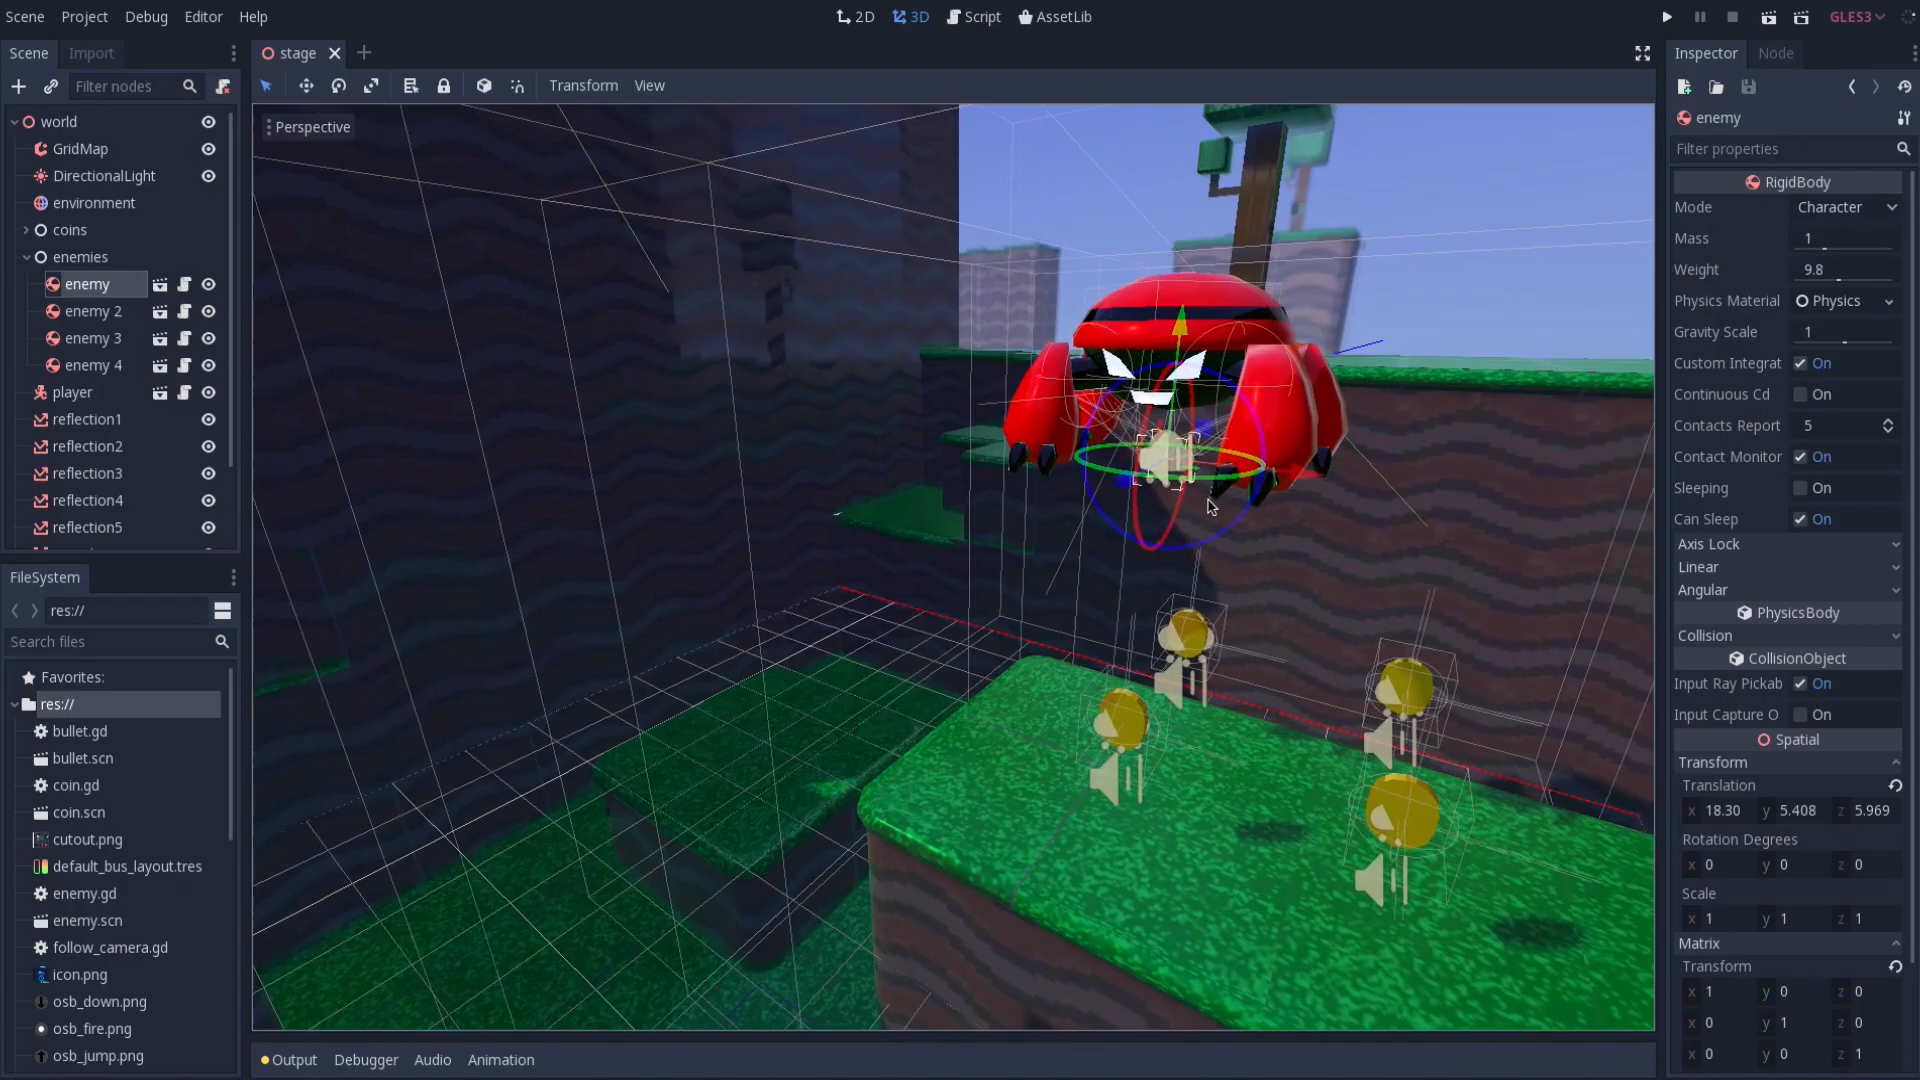 Scene Project Debug Editor Help
2D 3D Script AssetLib
GLES3
Scene Import
stage
Inspector Node
Filter nodes
Transform View
Perspective
world
GridMap
DirectionalLight
environment
coins
enemies
enemy
enemy 2
enemy 3
enemy 4
player
reflection1
reflection2
reflection3
reflection4
reflection5
FileSystem
res://
Search files
Favorites:
res://
bullet.gd
bullet.scn
coin.gd
coin.scn
cutout.png
default_bus_layout.tres
enemy.gd
enemy.scn
follow_camera.gd
icon.png
osb_down.png
osb_fire.png
osb_jump.png
Output Debugger Audio Animation
enemy
Filter properties
RigidBody
Mode Character
Mass 1
Weight 9.8
Physics Material Physics
Gravity Scale 1
Custom Integrat On
Continuous Cd On
Contacts Report 5
Contact Monitor On
Sleeping On
Can Sleep On
Axis Lock
Linear
Angular
PhysicsBody
Collision
CollisionObject
Input Ray Pickab On
Input Capture O On
Spatial
Transform
Translation
x 18.30 y 5.408 z 5.969
Rotation Degrees
x 0 y 0 z 0
Scale
x 1 y 1 z 1
Matrix
Transform
x 1 y 0 z 0
x 0 y 1 z 0
x 0 y 0 z 1